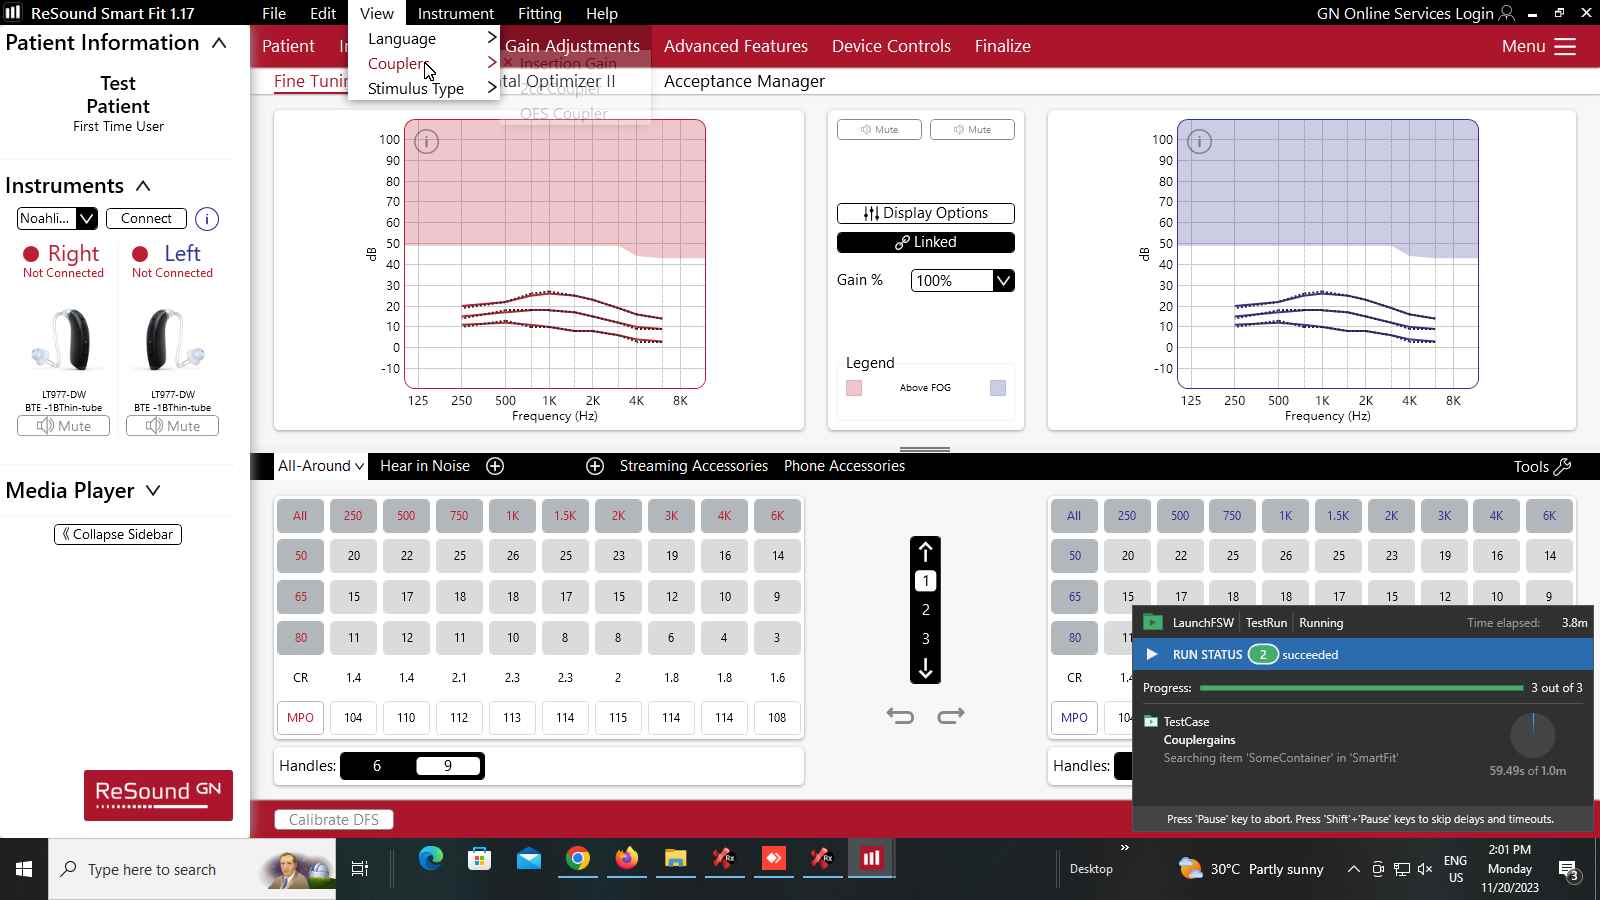 ReSound Smart Fit 1.17
File Edit View Instrument Fitting Help
GN Online Services Login
Patient Gain Adjustments Advanced Features Device Controls Finalize
Menu
Language
Coupler
Stimulus Type
Insertion Gain
2cc Coupler
OES Coupler
Acceptance Manager
Patient Information
Test
Patient
First Time User
Instruments
Noahli... Connect i
Right Left
Not Connected Not Connected
LT977-DW LT977-DW
BTE -1BThin-tube BTE -1BThin-tube
Mute Mute
Media Player
Collapse Sidebar
ReSound GN
i
100
90
80
70
60
50
40
30
20
10
0
-10
dB
125 250 500 1K 2K 4K 8K
Frequency (Hz)
Mute Mute
Display Options
Linked
Gain % 100%
Legend
Above FOG
i
100
90
80
70
60
50
40
30
20
10
0
-10
dB
125 250 500 1K 2K 4K 8K
Frequency (Hz)
All-Around Hear in Noise Streaming Accessories Phone Accessories
Tools
All 250 500 750 1K 1.5K 2K 3K 4K 6K
50 20 22 25 26 25 23 19 16 14
65 15 17 18 18 17 15 12 10 9
80 11 12 11 10 8 8 6 4 3
CR 1.4 1.4 2.1 2.3 2.3 2 1.8 1.8 1.6
MPO 104 110 112 113 114 115 114 114 108
Handles: 6 9
1
2
3
All 250 500 750 1K 1.5K 2K 3K 4K 6K
50 20 22 25 26 25 23 19 16 14
65 15 17 18 18 17 15 12 10 9
80
CR
MPO
Handles:
LaunchFSW TestRun Running Time elapsed: 3.8m
RUN STATUS 2 succeeded
Progress: 3 out of 3
TestCase
Couplergains
Searching item 'SomeContainer' in 'SmartFit'
59.49s of 1.0m
Press 'Pause' key to abort. Press 'Shift'+'Pause' keys to skip delays and timeouts.
Calibrate DFS
Type here to search
Rx Rx
Desktop
30°C Partly sunny
ENG
US
2:01 PM
Monday
11/20/2023
3